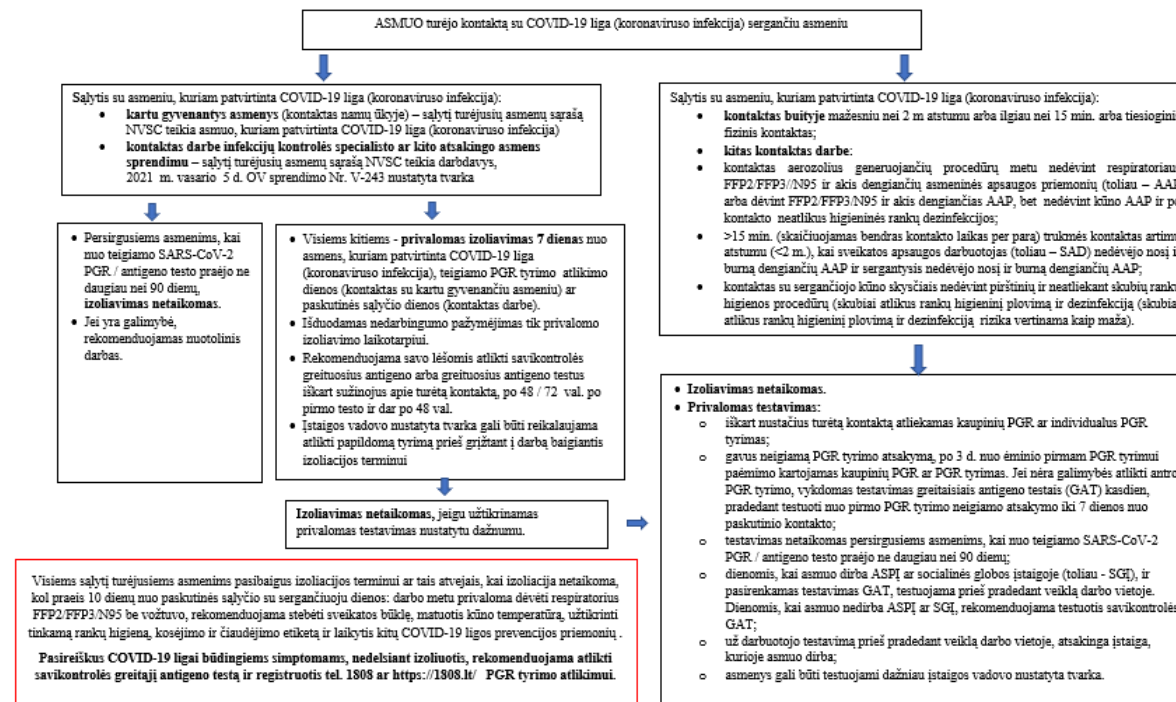 ASMUO turėjo kontaktą su COVID-19 liga (koronaviruso infekcija) sergančiu asmeniu
Sąlytis su asmeniu, kuriam patvirtinta COVID-19 liga (koronaviruso infekcija):
• kartu gyvenantys asmenys (kontaktas namų ūkyje) – sąlytį turėjusių asmenų sąrašą
NVSC teikia asmuo, kuriam patvirtinta COVID-19 liga (koronaviruso infekcija)
• kontaktas darbe infekcijų kontrolės specialisto ar kito atsakingo asmens
sprendimu – sąlytį turėjusių asmenų sąrašą NVSC teikia darbdavys,
2021 m. vasario 5 d. OV sprendimo Nr. V-243 nustatyta tvarka
• Persirgusiems asmenims, kai
nuo teigiamo SARS-CoV-2
PGR / antigeno testo praėjo ne
daugiau nei 90 dienų,
izoliavimas netaikomas.
• Jei yra galimybė,
rekomenduojamas nuotolinis
darbas.
• Visiems kitiems - privalomas izoliavimas 7 dienas nuo
asmens, kuriam patvirtinta COVID-19 liga
(koronaviruso infekcija), teigiamo PGR tyrimo atlikimo
dienos (kontaktas su kartu gyvenančiu asmeniu) ar
paskutinės sąlyčio dienos (kontaktas darbe).
• Išduodamas nedarbingumo pažymėjimas tik privalomo
izoliavimo laikotarpiui.
• Rekomenduojama savo lėšomis atlikti savikontrolės
greituosius antigeno arba greituosius antigeno testus
iškart sužinojus apie turėtą kontaktą, po 48 / 72 val. po
pirmo testo ir dar po 48 val.
• Įstaigos vadovo nustatyta tvarka gali būti reikalaujama
atlikti papildomą tyrimą prieš grįžtant į darbą baigiantis
izoliacijos terminui
Izoliavimas netaikomas, jeigu užtikrinamas
privalomas testavimas nustatytu dažnumu.
Visiems sąlytį turėjusiems asmenims pasibaigus izoliacijos terminui ar tais atvejais, kai izoliacija netaikoma,
kol praeis 10 dienų nuo paskutinės sąlyčio su sergančiuoju dienos: darbo metu privaloma dėvėti respiratorius
FFP2/FFP3/N95 be vožtuvo, rekomenduojama stebėti sveikatos būklę, matuotis kūno temperatūrą, užtikrinti
tinkamą rankų higieną, kosėjimo ir čiaudėjimo etiketą ir laikytis kitų COVID-19 ligos prevencijos priemonių .
Pasireiškus COVID-19 ligai būdingiems simptomams, nedelsiant izoliuotis, rekomenduojama atlikti
savikontrolės greitąjį antigeno testą ir registruotis tel. 1808 ar https://1808.lt/ PGR tyrimo atlikimui.
Sąlytis su asmeniu, kuriam patvirtinta COVID-19 liga (koronaviruso infekcija):
• kontaktas buityje mažesniu nei 2 m atstumu arba ilgiau nei 15 min. arba tiesioginis
fizinis kontaktas;
• kitas kontaktas darbe:
• kontaktas aerozolius generuojančių procedūrų metu nedėvint respiratoriaus
FFP2/FFP3//N95 ir akis dengiančių asmeninės apsaugos priemonių (toliau – AAP)
arba dėvint FFP2/FFP3/N95 ir akis dengiančias AAP, bet nedėvint kūno AAP ir po
kontakto neatlikus higieninės rankų dezinfekcijos;
• >15 min. (skaičiuojamas bendras kontakto laikas per parą) trukmės kontaktas artimu
atstumu (<2 m.), kai sveikatos apsaugos darbuotojas (toliau – SAD) nedėvėjo nosį ir
burną dengiančių AAP ir sergantysis nedėvėjo nosį ir burną dengiančių AAP;
• kontaktas su sergančiojo kūno skysčiais nedėvint pirštinių ir neatliekant skubių rankų
higienos procedūrų (skubiai atlikus rankų higieninį plovimą ir dezinfekciją (skubiai
atlikus rankų higieninį plovimą ir dezinfekciją rizika vertinama kaip maža).
• Izoliavimas netaikomas.
• Privalomas testavimas:
o iškart nustačius turėtą kontaktą atliekamas kaupinių PGR ar individualus PGR
tyrimas;
o gavus neigiamą PGR tyrimo atsakymą, po 3 d. nuo ėminio pirmam PGR tyrimui
paėmimo kartojamas kaupinių PGR ar PGR tyrimas. Jei nėra galimybės atlikti antro
PGR tyrimo, vykdomas testavimas greitaisiais antigeno testais (GAT) kasdien,
pradedant testuoti nuo pirmo PGR tyrimo neigiamo atsakymo iki 7 dienos nuo
paskutinio kontakto;
o testavimas netaikomas persirgusiems asmenims, kai nuo teigiamo SARS-CoV-2
PGR / antigeno testo praėjo ne daugiau nei 90 dienų;
o dienomis, kai asmuo dirba ASPĮ ar socialinės globos įstaigoje (toliau - SGĮ), ir
pasirenkamas testavimas GAT, testuojama prieš pradedant veiklą darbo vietoje.
Dienomis, kai asmuo nedirba ASPĮ ar SGĮ, rekomenduojama testuotis savikontrolės
GAT;
o už darbuotojo testavimą prieš pradedant veiklą darbo vietoje, atsakinga įstaiga,
kurioje asmuo dirba;
o asmenys gali būti testuojami dažniau įstaigos vadovo nustatyta tvarka.